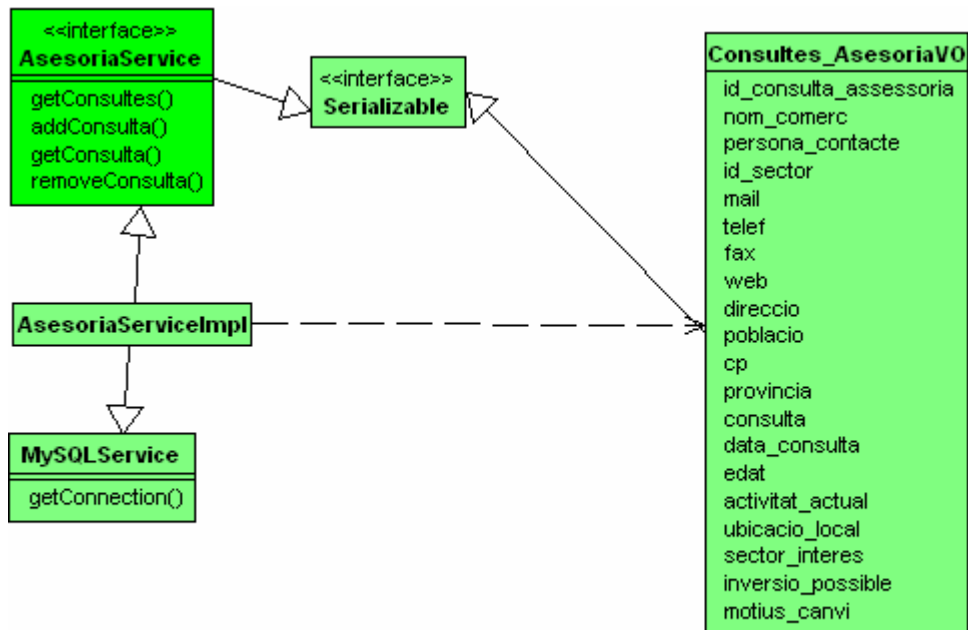 <<interface>>
AsesoriaService
getConsultes()
addConsulta()
getConsulta()
removeConsulta()
<<interface>>
Serializable
AsesoriaServiceImpl
MySQLService
getConnection()
Consultes_AsesoriaVO
id_consulta_assessoria
nom_comerc
persona_contacte
id_sector
mail
telef
fax
web
direccio
poblacio
cp
provincia
consulta
data_consulta
edat
activitat_actual
ubicacio_local
sector_interes
inversio_possible
motius_canvi